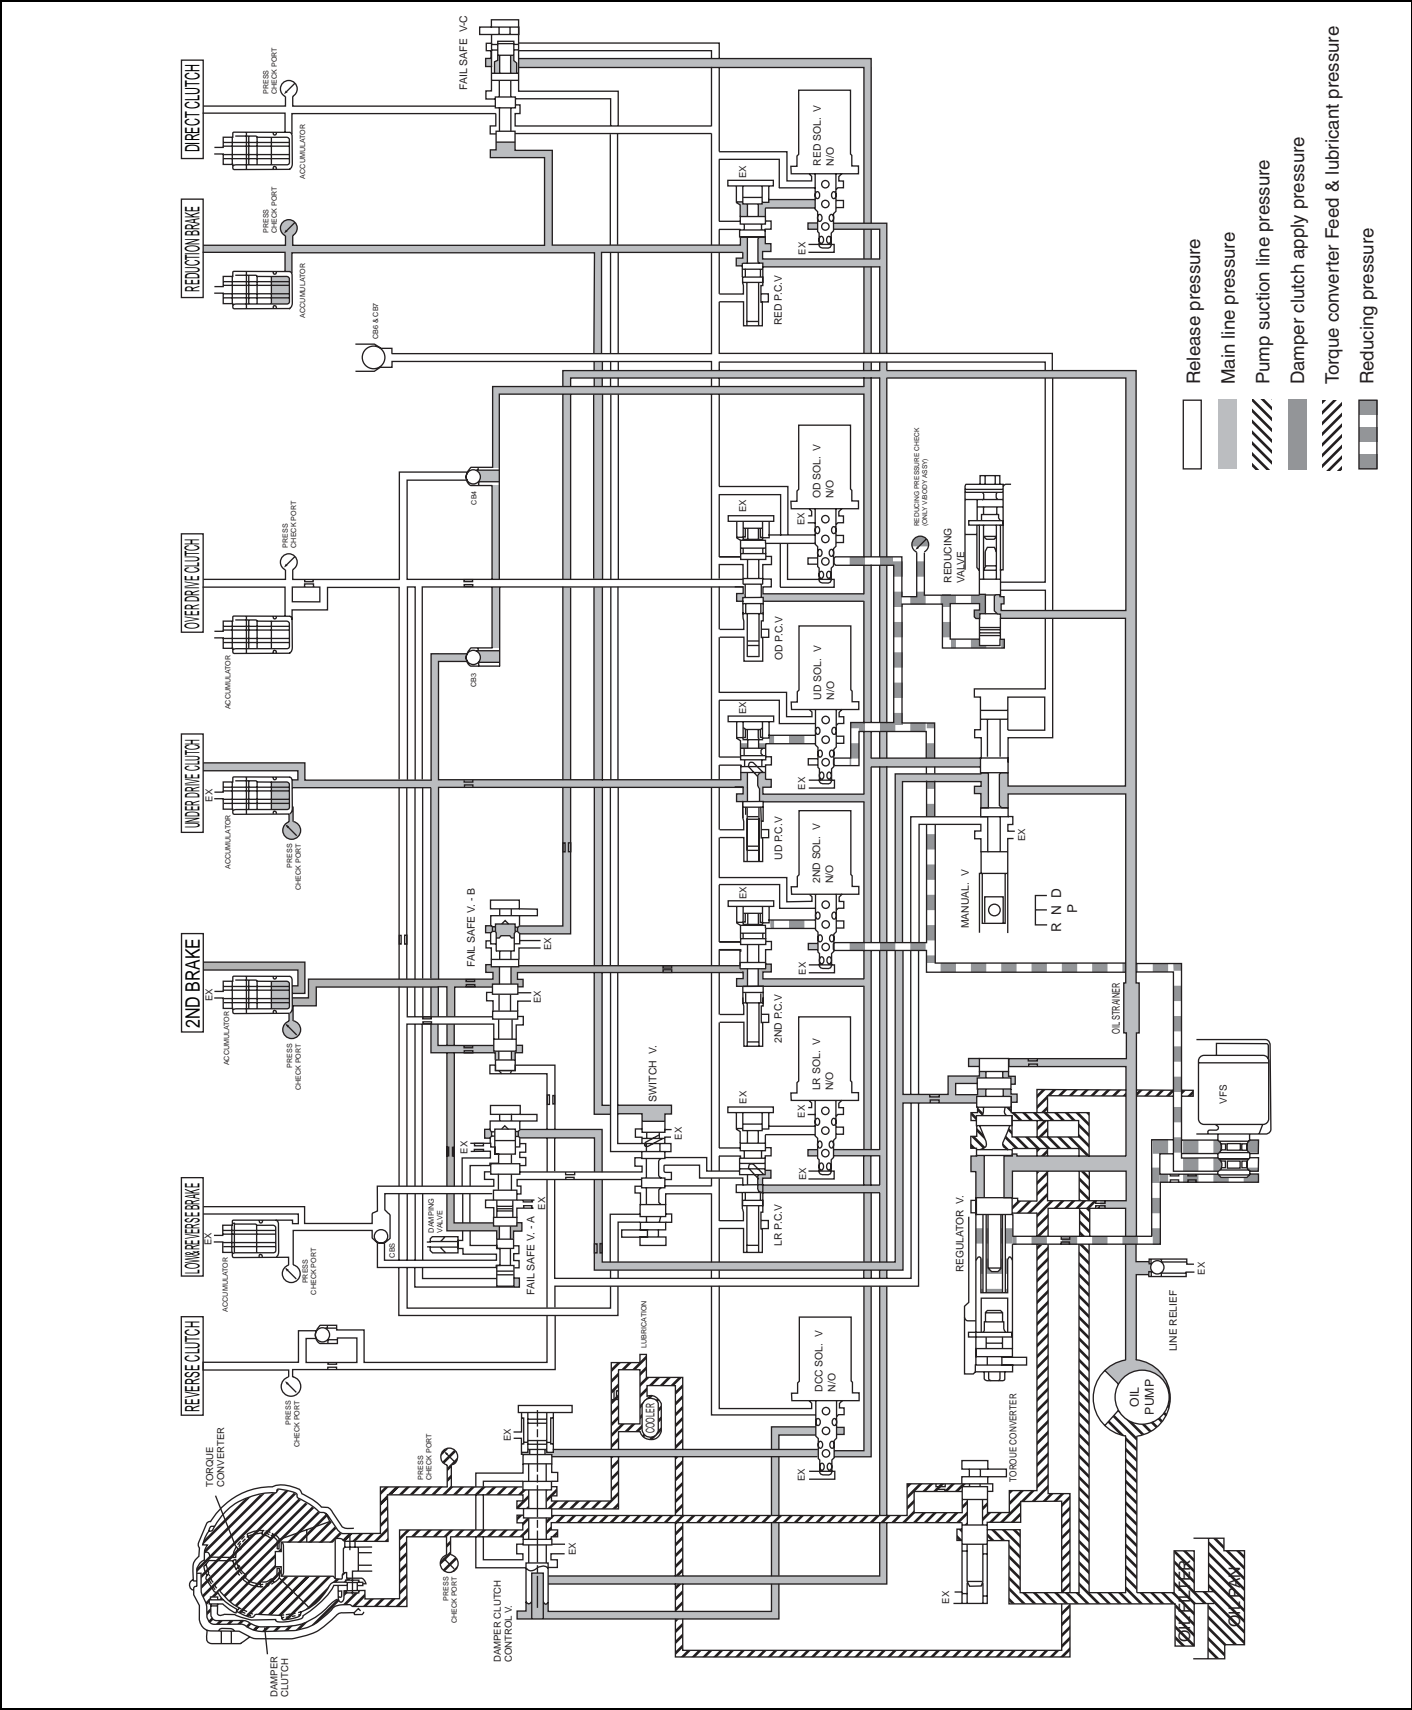 DIRECT CLUTCH
PRESS
CHECK PORT
ACCUMULATOR
FAIL SAFE V-C
REDUCTION BRAKE
PRESS
CHECK PORT
ACCUMULATOR
CB6 & CB7
RED SOL. V
N/O
EX
EX
RED P.C.V
OVER DRIVE CLUTCH
PRESS
CHECK PORT
ACCUMULATOR
CB4
CB3
OD SOL. V
N/O
EX
EX
OD P.C.V
REDUCING PRESSURE CHECK
(ONLY V.BODY ASSY)
REDUCING
VALVE
UNDER DRIVE CLUTCH
EX
ACCUMULATOR
PRESS
CHECK PORT
UD SOL. V
N/O
EX
EX
UD P.C.V
MANUAL. V
EX
R N D
P
2ND BRAKE
EX
ACCUMULATOR
PRESS
CHECK PORT
FAIL SAFE V. - B
EX
EX
2ND SOL. V
N/O
EX
EX
2ND P.C.V
OIL STRAINER
LOW&REVERSE BRAKE
EX
ACCUMULATOR
PRESS
CHECK PORT
CB5
DAMPING
VALVE
EX
EX
FAIL SAFE V. - A
SWITCH V.
EX
LR SOL. V
N/O
EX
EX
EX
LR P.C.V
REGULATOR V.
VFS
LINE RELIEF
EX
REVERSE CLUTCH
PRESS
CHECK PORT
LUBRICATION
COOLER
DCC SOL. V
N/O
EX
TORQUE CONVERTER
EX
OIL
PUMP
OIL FILTER
OIL PAN
TORQUE
CONVERTER
DAMPER
CLUTCH
PRESS
CHECK PORT
PRESS
CHECK PORT
EX
EX
DAMPER CLUTCH
CONTROL V.
Release pressure
Main line pressure
Pump suction line pressure
Damper clutch apply pressure
Torque converter Feed & lubricant pressure
Reducing pressure